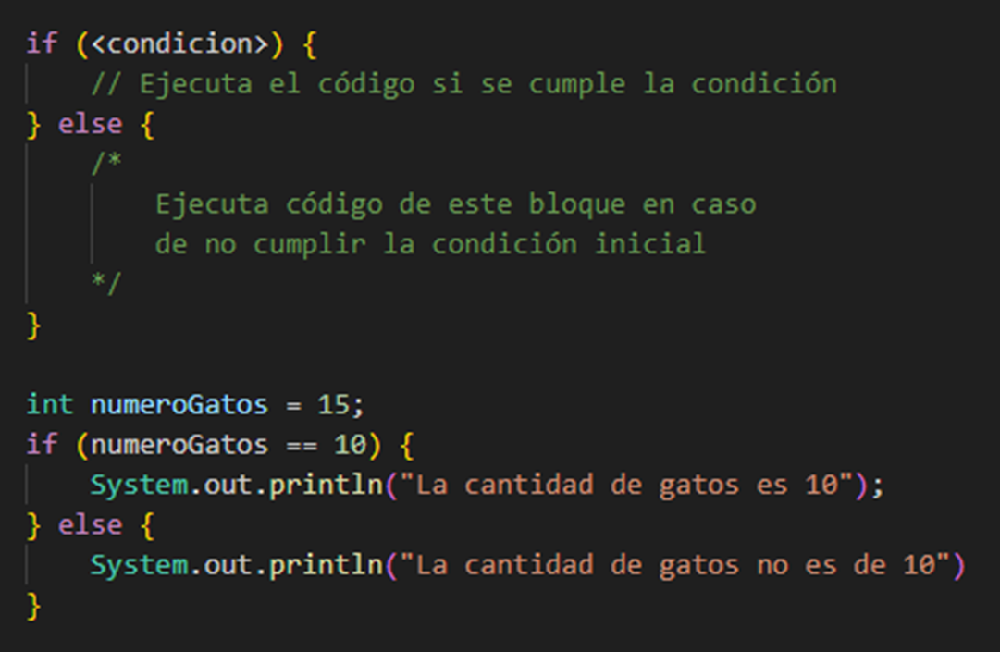 if (<condicion>) {
    // Ejecuta el código si se cumple la condición
} else {
    /*
        Ejecuta código de este bloque en caso
        de no cumplir la condición inicial
    */
}

int numeroGatos = 15;
if (numeroGatos == 10) {
    System.out.println("La cantidad de gatos es 10");
} else {
    System.out.println("La cantidad de gatos no es de 10")
}